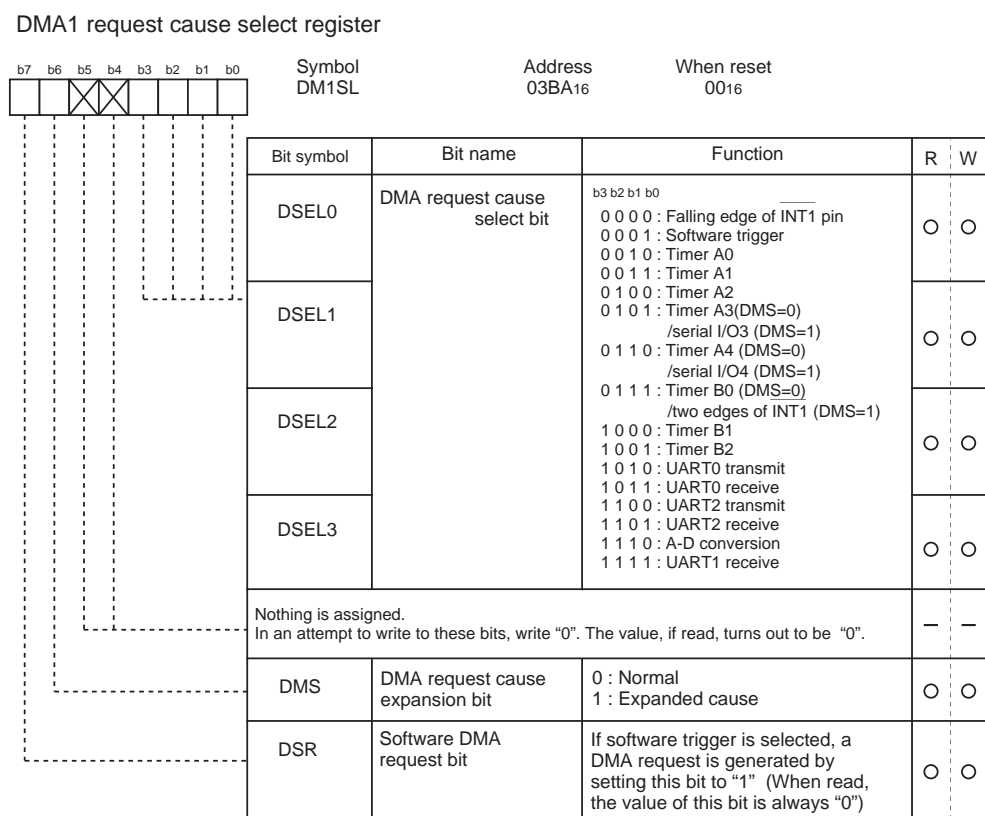 DMA1 request cause select register
b7 b6 b5 b4 b3 b2 b1 b0
Symbol Address When reset
DM1SL 03BA16 0016
Bit symbol Bit name Function R W
DSEL0
DMA request cause
select bit
b3 b2 b1 b0
0 0 0 0 : Falling edge of INT1 pin
0 0 0 1 : Software trigger
0 0 1 0 : Timer A0
0 0 1 1 : Timer A1
0 1 0 0 : Timer A2
DSEL1
0 1 0 1 : Timer A3(DMS=0)
/serial I/O3 (DMS=1)
0 1 1 0 : Timer A4 (DMS=0)
/serial I/O4 (DMS=1)
0 1 1 1 : Timer B0 (DMS=0)
/two edges of INT1 (DMS=1)
DSEL2
1 0 0 0 : Timer B1
1 0 0 1 : Timer B2
1 0 1 0 : UART0 transmit
1 0 1 1 : UART0 receive
1 1 0 0 : UART2 transmit
DSEL3
1 1 0 1 : UART2 receive
1 1 1 0 : A-D conversion
1 1 1 1 : UART1 receive
Nothing is assigned.
In an attempt to write to these bits, write “0”. The value, if read, turns out to be “0”.
DMS
DMA request cause
expansion bit
0 : Normal
1 : Expanded cause
DSR
Software DMA
request bit
If software trigger is selected, a
DMA request is generated by
setting this bit to “1” (When read,
the value of this bit is always “0”)